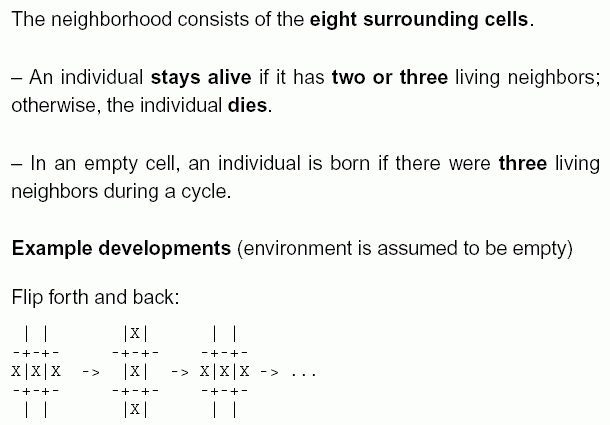 The neighborhood consists of the eight surrounding cells.
– An individual stays alive if it has two or three living neighbors;
otherwise, the individual dies.
– In an empty cell, an individual is born if there were three living
neighbors during a cycle.
Example developments (environment is assumed to be empty)
Flip forth and back:
 | |       |X|       | |
-+-+-     -+-+-     -+-+-
X|X|X  ->  |X|  -> X|X|X -> ...
-+-+-     -+-+-     -+-+-
 | |       |X|       | |